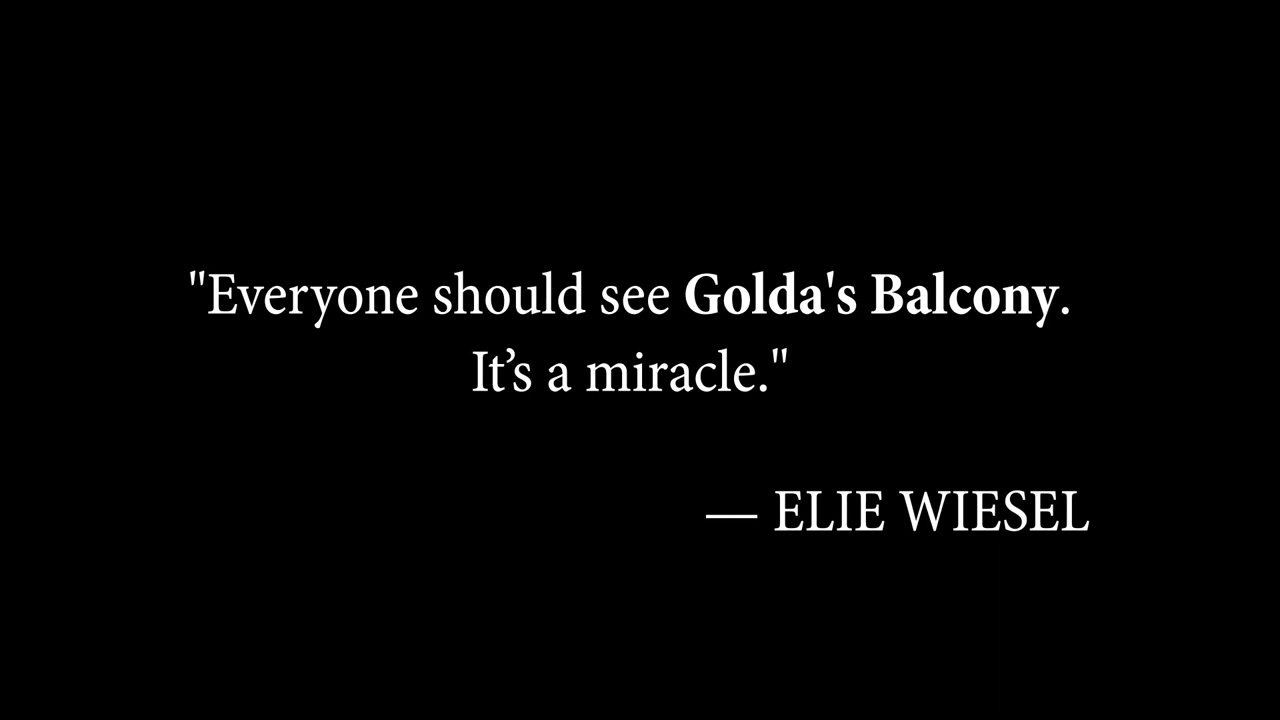 "Everyone should see Golda's Balcony.
It’s a miracle."
— ELIE WIESEL